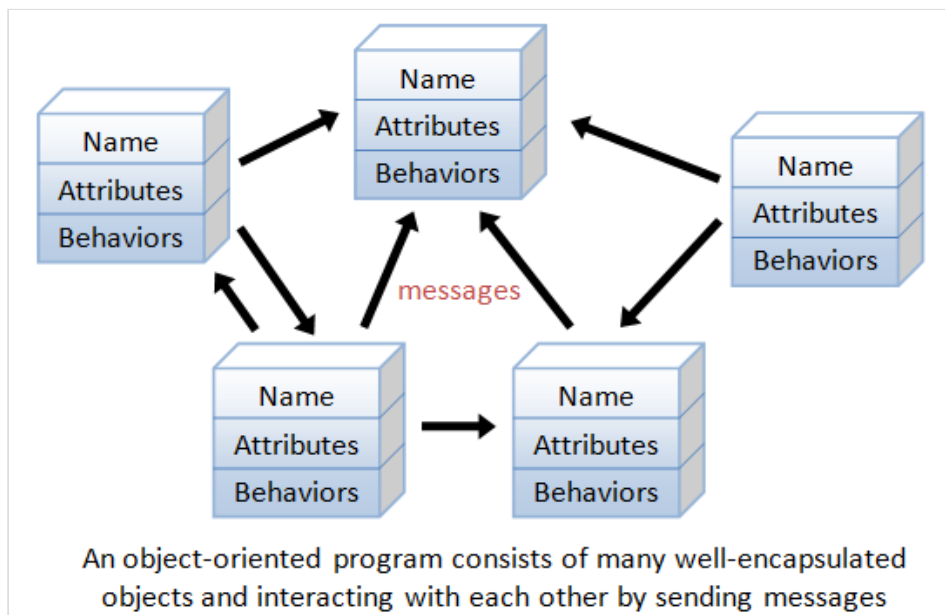 Name
Attributes
Behaviors
Name
Attributes
Behaviors
Name
Attributes
Behaviors
messages
Name
Attributes
Behaviors
Name
Attributes
Behaviors
An object-oriented program consists of many well-encapsulated
objects and interacting with each other by sending messages